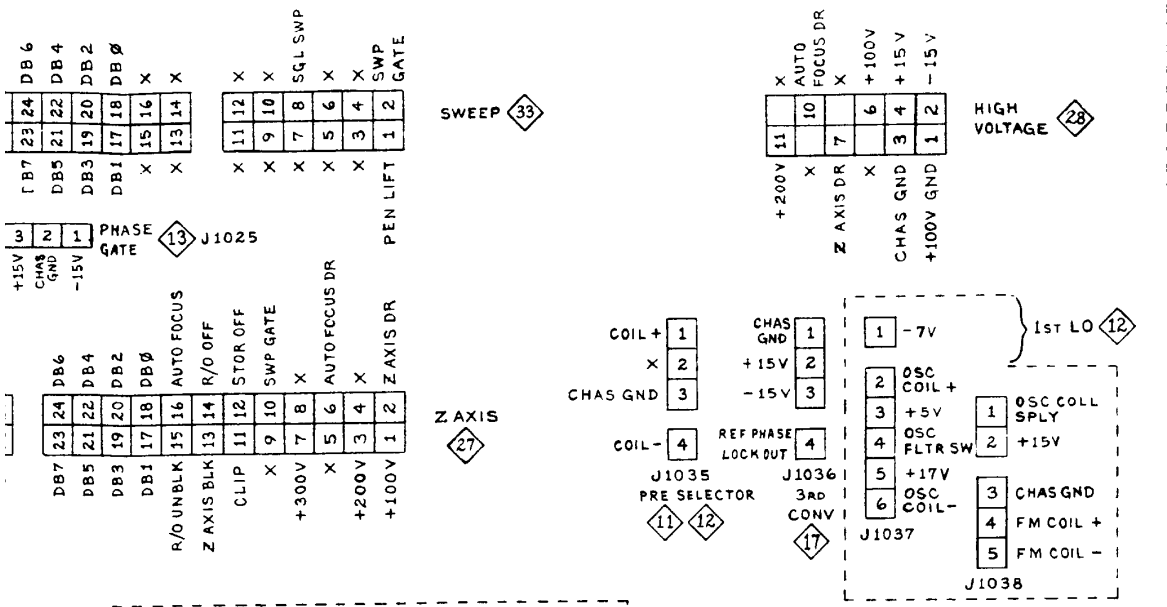 DB 6
DB 4
DB 2
DB Ø
X
X
24 22 20 18 16 14
23 21 19 17 15 13
DB5
DB3
DB1
X
X
X
X
SGL SWP
X
X
SWP GATE
12 10 8 6 4 2
11 9 7 5 3 1
X
X
X
X
X
PEN LIFT
SWEEP 33
X
AUTO FOCUS DR
X
+100V
+15V
-15V
10 6 4 2
11 7 3 1
+200V
X
Z AXIS DR
X
CHAS GND
+100V GND
HIGH VOLTAGE 28
3 2 1
PHASE GATE 13 J1025
+15V
CHAS GND
-15V
DB6
DB4
DB2
DBØ
AUTO FOCUS
R/O OFF
STOR OFF
SWP GATE
X
AUTO FOCUS DR
X
Z AXIS DR
24 22 20 18 16 14 12 10 8 6 4 2
23 21 19 17 15 13 11 9 7 5 3 1
DB7
DB5
DB3
DB1
R/O UNBLK
Z AXIS BLK
CLIP
X
+300V
X
+200V
+100V
Z AXIS
27
COIL + 1
X 2
CHAS GND 3
COIL- 4
J1035
PRE SELECTOR
11 12
CHAS GND 1
+15V 2
-15V 3
REF PHASE LOCK OUT 4
J1036
3RD CONV
17
1 -7V
1ST LO 12
2 OSC COIL +
3 +5V
4 OSC FLTR SW
5 +17V
6 OSC COIL-
J1037
1 OSC COLL SPLY
2 +15V
3 CHAS GND
4 FM COIL +
5 FM COIL -
J1038